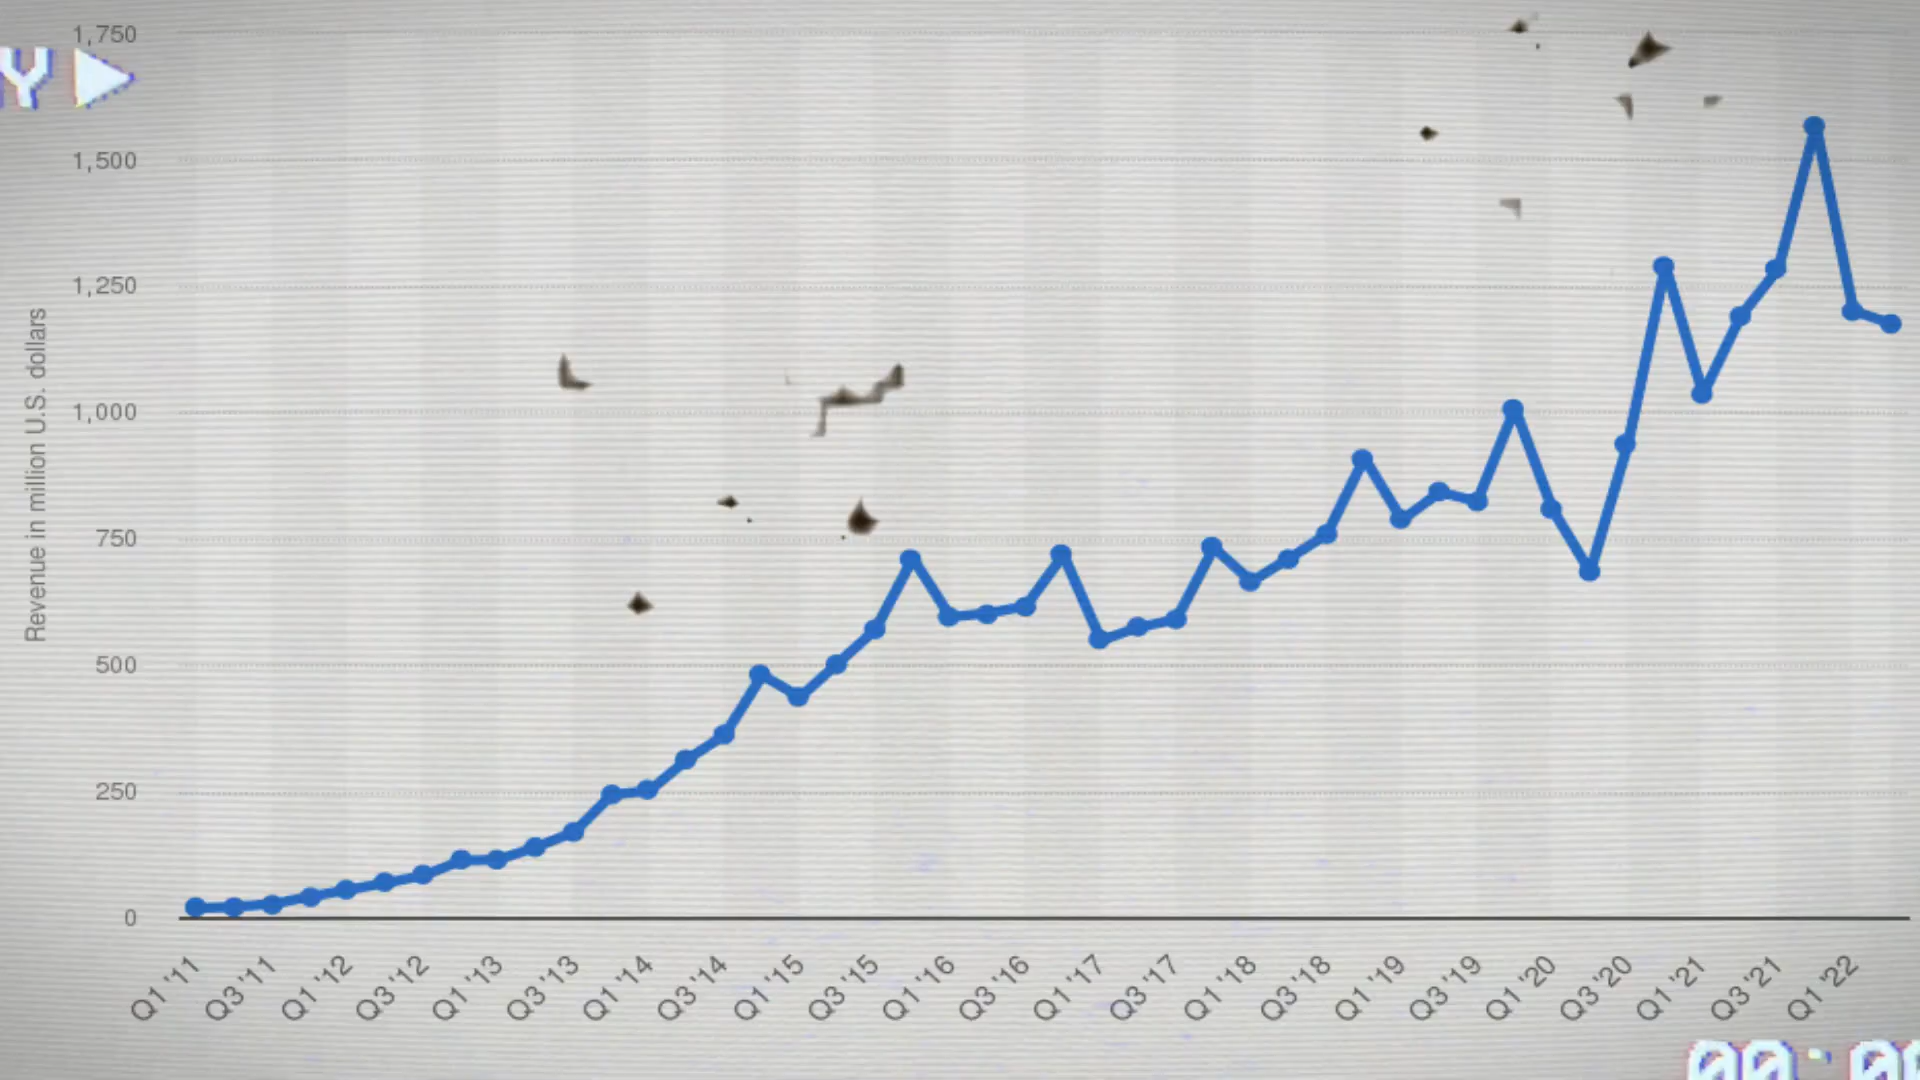 1,750
Y
1,500
1,250
1,000
750
500
250
0
Revenue in million U.S. dollars
Q1 '11
Q3 '11
Q1 '12
Q3 '12
Q1 '13
Q3 '13
Q1 '14
Q3 '14
Q1 '15
Q3 '15
Q1 '16
Q3 '16
Q1 '17
Q3 '17
Q1 '18
Q3 '18
Q1 '19
Q3 '19
Q1 '20
Q3 '20
Q1 '21
Q3 '21
Q1 '22